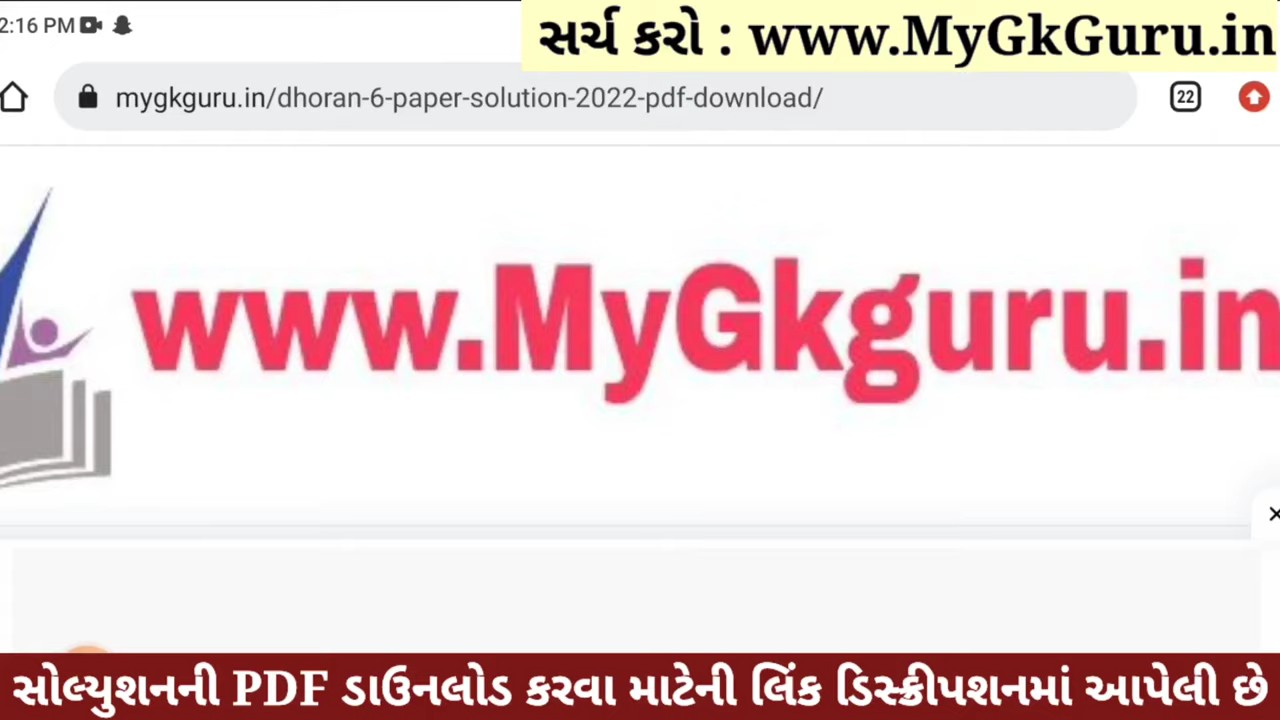 2:16 PM
સર્ચ કરો : www.MyGkGuru.in
mygkguru.in/dhoran-6-paper-solution-2022-pdf-download/
22
www.MyGkguru.in
સોલ્યુશનની PDF ડાઉનલોડ કરવા માટેની લિંક ડિસ્ક્રીપશનમાં આપેલી છે